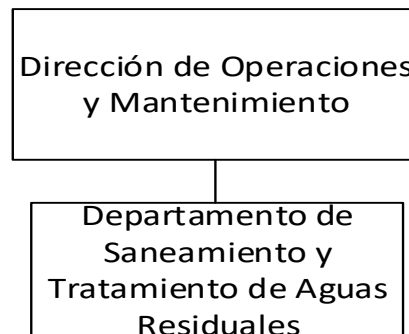 Dirección de Operaciones
y Mantenimiento
Departamento de
Saneamiento y
Tratamiento de Aguas
Residuales